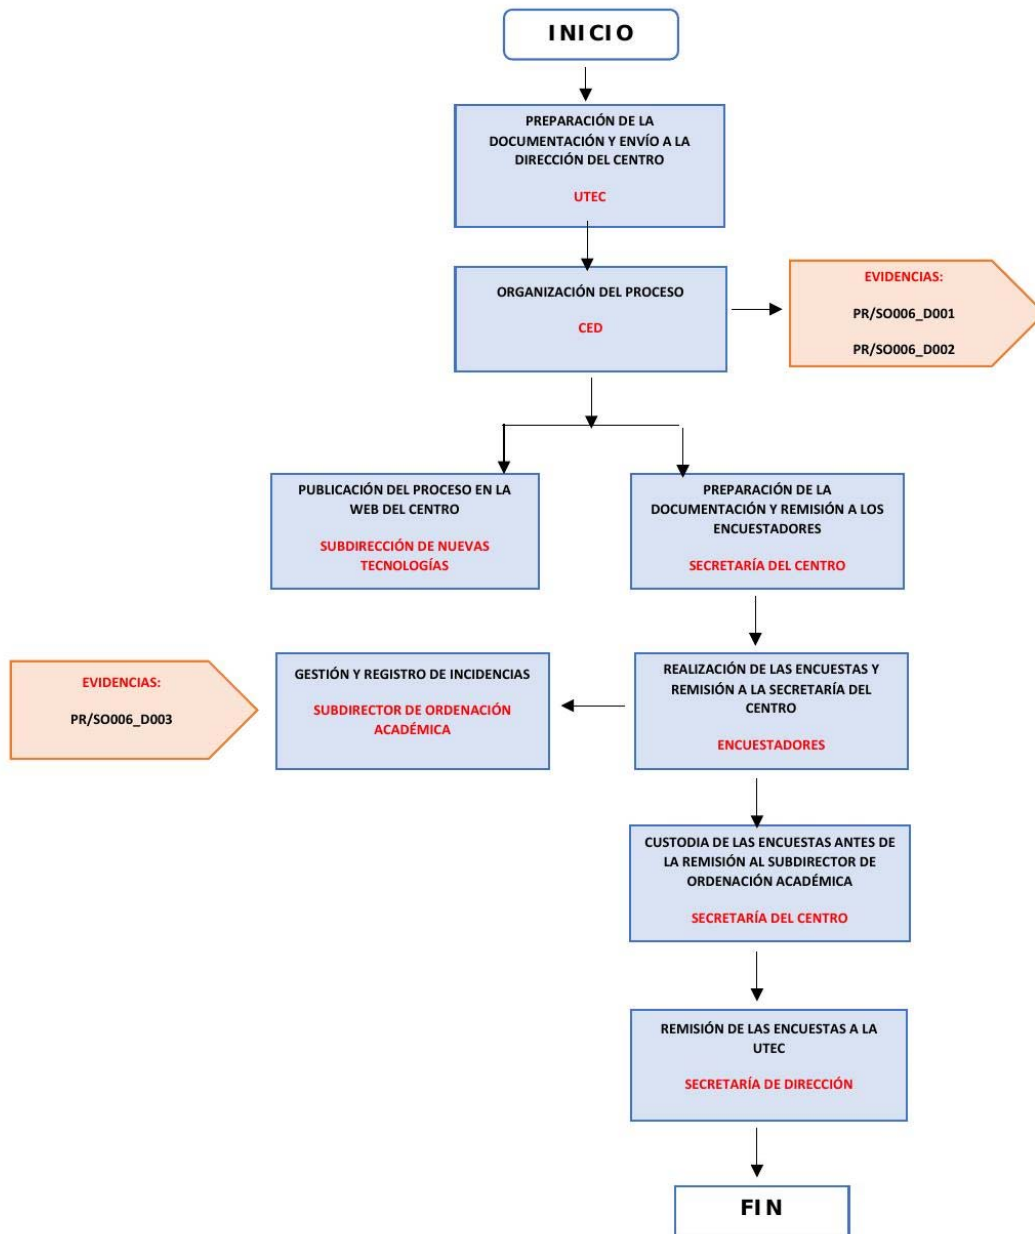 INICIO
PREPARACIÓN DE LA
DOCUMENTACIÓN Y ENVÍO A LA
DIRECCIÓN DEL CENTRO
UTEC
ORGANIZACIÓN DEL PROCESO
CED
EVIDENCIAS:
PR/SO006_D001
PR/SO006_D002
PUBLICACIÓN DEL PROCESO EN LA
WEB DEL CENTRO
SUBDIRECCIÓN DE NUEVAS
TECNOLOGÍAS
PREPARACIÓN DE LA
DOCUMENTACIÓN Y REMISIÓN A LOS
ENCUESTADORES
SECRETARÍA DEL CENTRO
EVIDENCIAS:
PR/SO006_D003
GESTIÓN Y REGISTRO DE INCIDENCIAS
SUBDIRECTOR DE ORDENACIÓN
ACADÉMICA
REALIZACIÓN DE LAS ENCUESTAS Y
REMISIÓN A LA SECRETARÍA DEL
CENTRO
ENCUESTADORES
CUSTODIA DE LAS ENCUESTAS ANTES DE
LA REMISIÓN AL SUBDIRECTOR DE
ORDENACIÓN ACADÉMICA
SECRETARÍA DEL CENTRO
REMISIÓN DE LAS ENCUESTAS A LA
UTEC
SECRETARÍA DE DIRECCIÓN
FIN